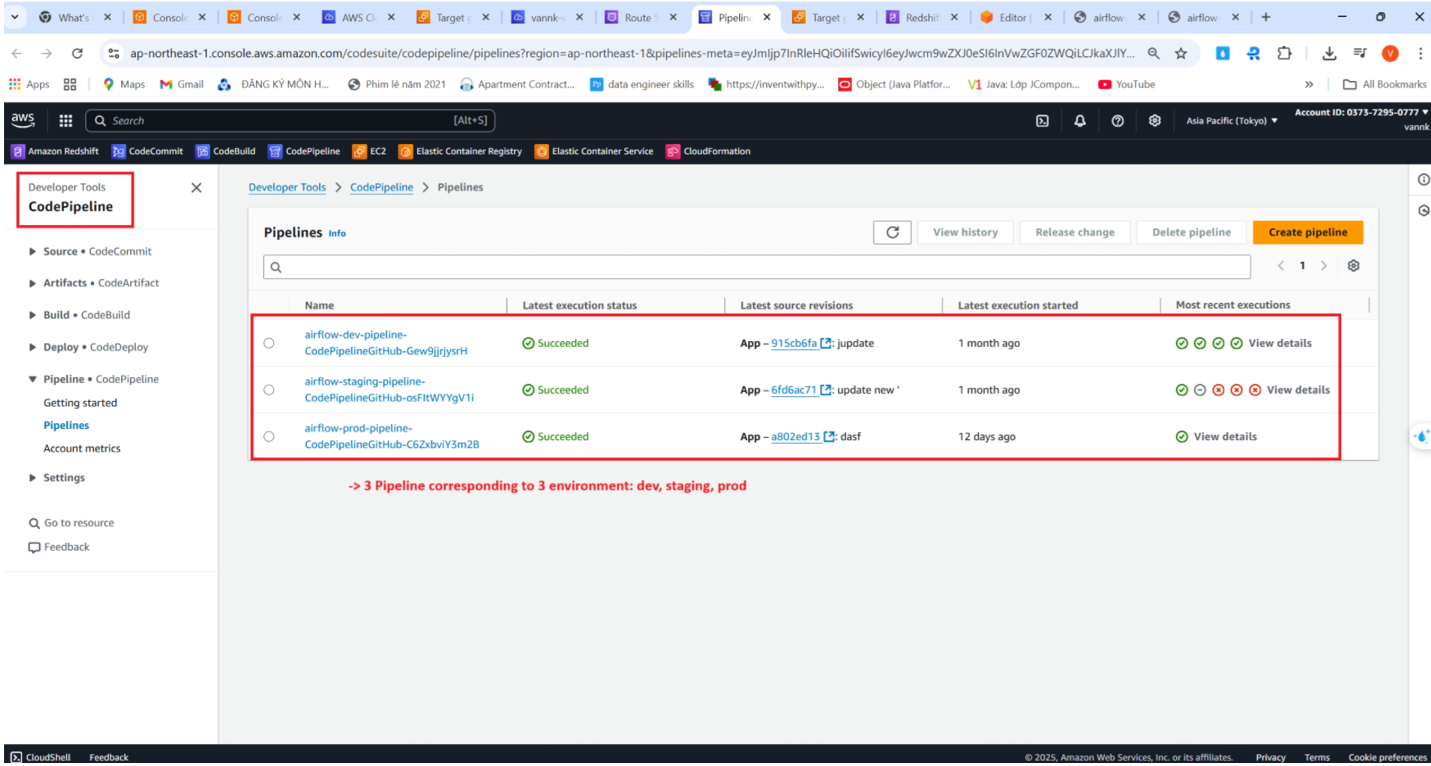 What's
Console
Console
AWS Cl
Target g
vannk-
Route 5
Pipeline
Target g
Redshift
Editor |
airflow-
airflow-
ap-northeast-1.console.aws.amazon.com/codesuite/codepipeline/pipelines?region=ap-northeast-1&pipelines-meta=
Apps
Maps
Gmail
ĐĂNG KÝ MÔN H...
Phim lẻ năm 2021
Apartment Contract...
data engineer skills
https://inventwithpy...
Object (Java Platfor...
Java: Lớp JCompon...
YouTube
»
All Bookmarks
aws
Search
[Alt+S]
Asia Pacific (Tokyo)
Account ID: 0373-7295-0777
vannk
Amazon Redshift
CodeCommit
CodeBuild
CodePipeline
EC2
Elastic Container Registry
Elastic Container Service
CloudFormation
Developer Tools
CodePipeline
Source • CodeCommit
Artifacts • CodeArtifact
Build • CodeBuild
Deploy • CodeDeploy
Pipeline • CodePipeline
Getting started
Pipelines
Account metrics
Settings
Go to resource
Feedback
Developer Tools > CodePipeline > Pipelines
Pipelines Info
View history
Release change
Delete pipeline
Create pipeline
1
Name
Latest execution status
Latest source revisions
Latest execution started
Most recent executions
airflow-dev-pipeline-
CodePipelineGitHub-Gew9jjrjysrH
Succeeded
App – 915cb6fa : jupdate
1 month ago
View details
airflow-staging-pipeline-
CodePipelineGitHub-osFItWYYgV1i
Succeeded
App – 6fd6ac71 : update new '
1 month ago
View details
airflow-prod-pipeline-
CodePipelineGitHub-C6ZxbviY3m2B
Succeeded
App – a802ed13 : dasf
12 days ago
View details
-> 3 Pipeline corresponding to 3 environment: dev, staging, prod
CloudShell
Feedback
© 2025, Amazon Web Services, Inc. or its affiliates.
Privacy
Terms
Cookie preferences